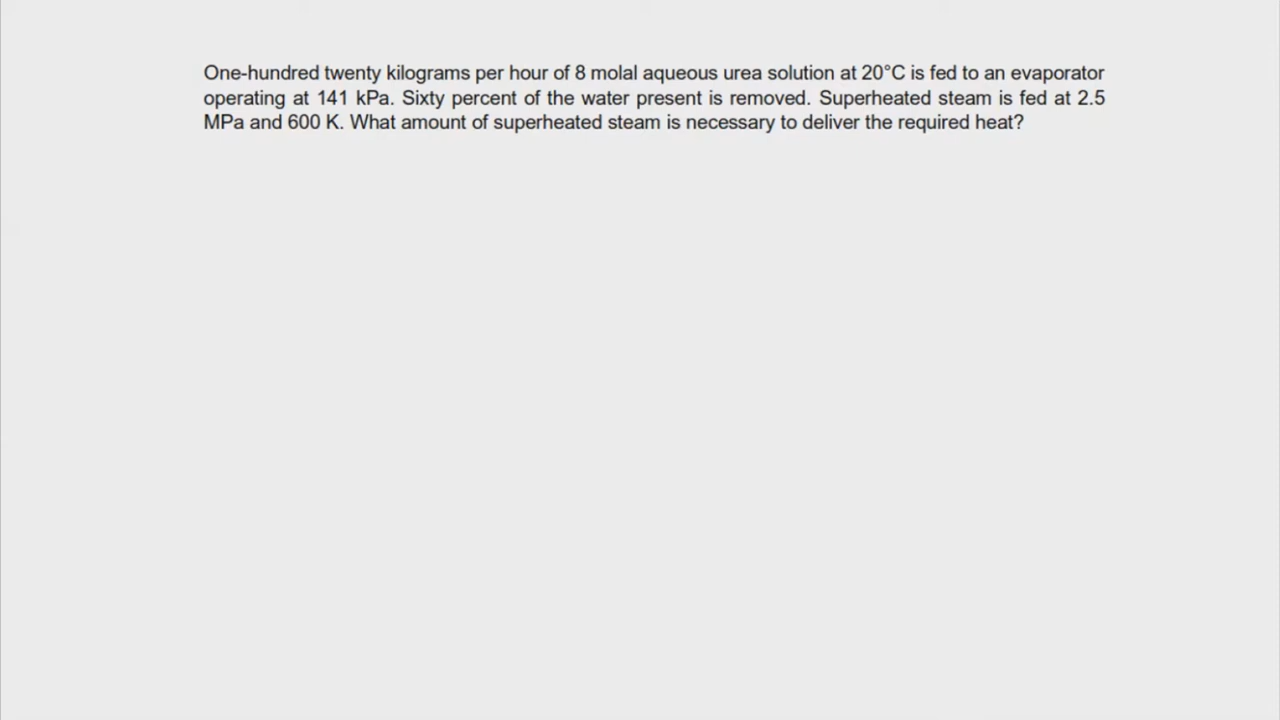 One-hundred twenty kilograms per hour of 8 molal aqueous urea solution at 20°C is fed to an evaporator
operating at 141 kPa. Sixty percent of the water present is removed. Superheated steam is fed at 2.5
MPa and 600 K. What amount of superheated steam is necessary to deliver the required heat?